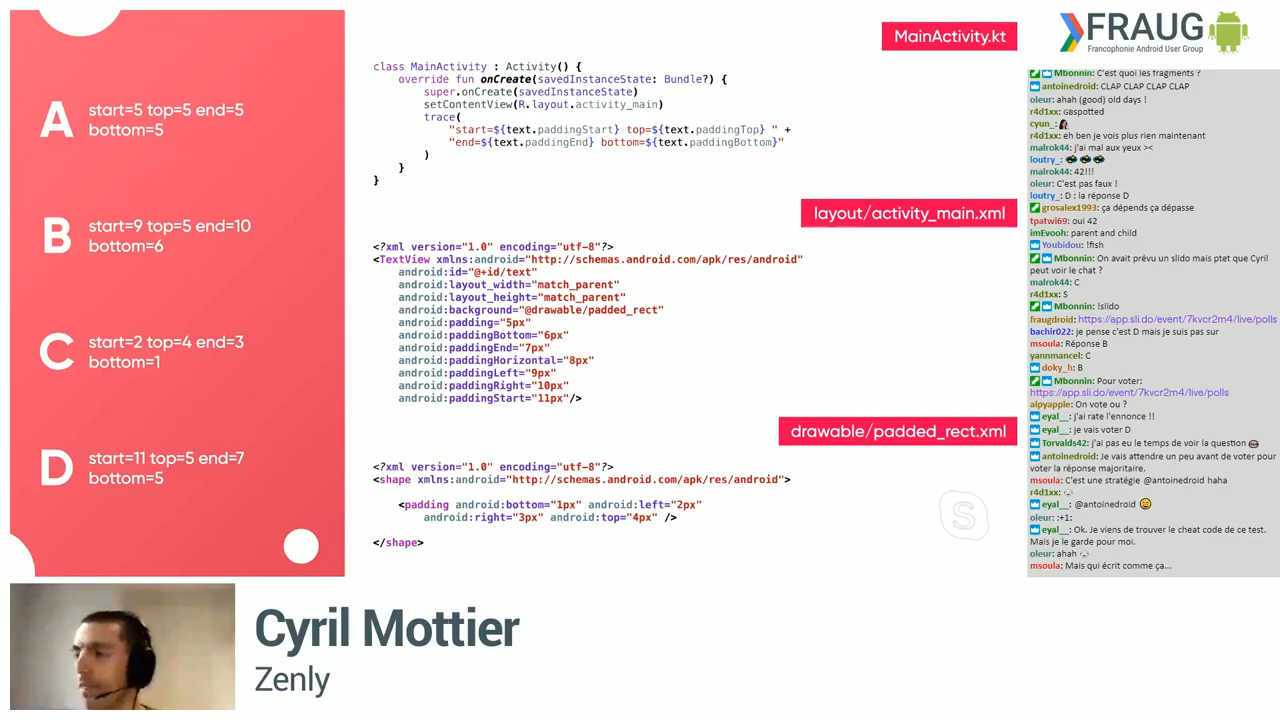 A
start=5 top=5 end=5
bottom=5
B
start=9 top=5 end=10
bottom=6
C
start=2 top=4 end=3
bottom=1
D
start=11 top=5 end=7
bottom=5
MainActivity.kt
class MainActivity : Activity() {
override fun onCreate(savedInstanceState: Bundle?) {
super.onCreate(savedInstanceState)
setContentView(R.layout.activity_main)
trace(
"start=${text.paddingStart} top=${text.paddingTop} " +
"end=${text.paddingEnd} bottom=${text.paddingBottom}"
)
}
}
layout/activity_main.xml
<?xml version="1.0" encoding="utf-8"?>
<TextView xmlns:android="http://schemas.android.com/apk/res/android"
android:id="@+id/text"
android:layout_width="match_parent"
android:layout_height="match_parent"
android:background="@drawable/padded_rect"
android:padding="5px"
android:paddingBottom="6px"
android:paddingEnd="7px"
android:paddingHorizontal="8px"
android:paddingLeft="9px"
android:paddingRight="10px"
android:paddingStart="11px"/>
drawable/padded_rect.xml
<?xml version="1.0" encoding="utf-8"?>
<shape xmlns:android="http://schemas.android.com/apk/res/android">
<padding android:bottom="1px" android:left="2px"
android:right="3px" android:top="4px" />
</shape>
S
FRAUG
Francophonie Android User Group
Mbonnin: C'est quoi les fragments ?
antoinedroid: CLAP CLAP CLAP CLAP
oleur: ahah (good) old days !
r4d1xx: GBspotted
cyun_:
r4d1xx: eh ben je vois plus rien maintenant
malrok44: j'ai mal aux yeux ><
loutry_:
malrok44: 42!!!
oleur: C'est pas faux !
loutry_: D : la réponse D
grosalex1993: ça dépends ça dépasse
tpatwi69: oui 42
imEvooh: parent and child
Youbidou: !fish
Mbonnin: On avait prévu un slido mais ptet que Cyril
peut voir le chat ?
malrok44: C
r4d1xx: S
Mbonnin: !slido
fraugdroid: https://app.sli.do/event/7kvcr2m4/live/polls
bachir022: je pense c'est D mais je suis pas sur
msoula: Réponse B
yannmancel: C
doky_h: B
Mbonnin: Pour voter:
https://app.sli.do/event/7kvcr2m4/live/polls
alpyapple: On vote ou ?
eyal__: j'ai rate l'ennonce !!
eyal__: je vais voter D
Torvalds42: j'ai pas eu le temps de voir la question
antoinedroid: Je vais attendre un peu avant de voter pour
voter la réponse majoritaire.
msoula: C'est une stratégie @antoinedroid haha
r4d1xx:
eyal__: @antoinedroid
oleur: :+1:
eyal__: Ok. Je viens de trouver le cheat code de ce test.
Mais je le garde pour moi.
oleur: ahah
msoula: Mais qui écrit comme ça...
Cyril Mottier
Zenly